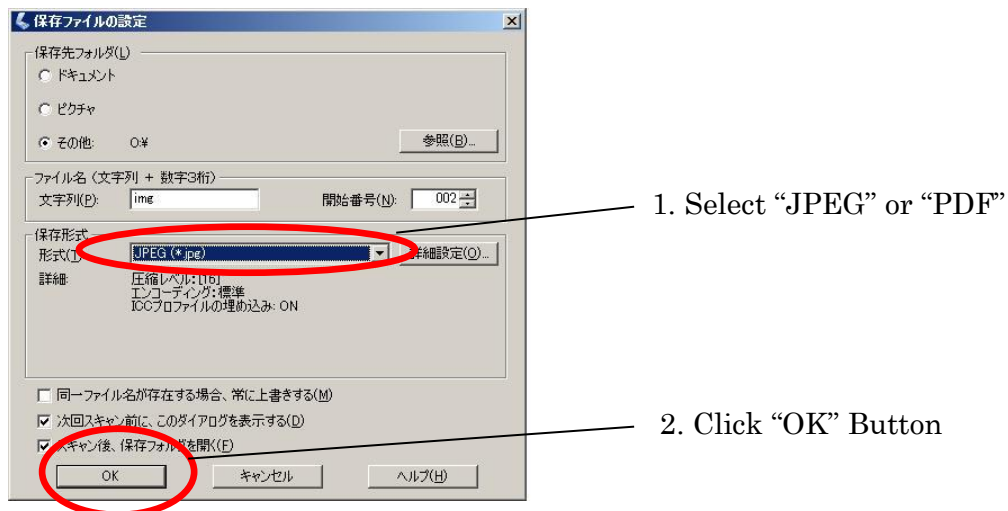 保存ファイルの設定
保存先フォルダ(L)
ドキュメント
ピクチャ
その他: O:¥ 参照(B)...
ファイル名 (文字列 + 数字3桁)
文字列(P): img 開始番号(N): 002
1. Select “JPEG” or “PDF”
保存形式
形式(T) JPEG (*.jpg) 詳細設定(O)...
詳細: 圧縮レベル:[16]
エンコーディング:標準
ICCプロファイルの埋め込み: ON
同一ファイル名が存在する場合、常に上書きする(M)
次回スキャン前に、このダイアログを表示する(D)
2. Click “OK” Button
スキャン後、保存フォルダを開く(F)
OK キャンセル ヘルプ(H)